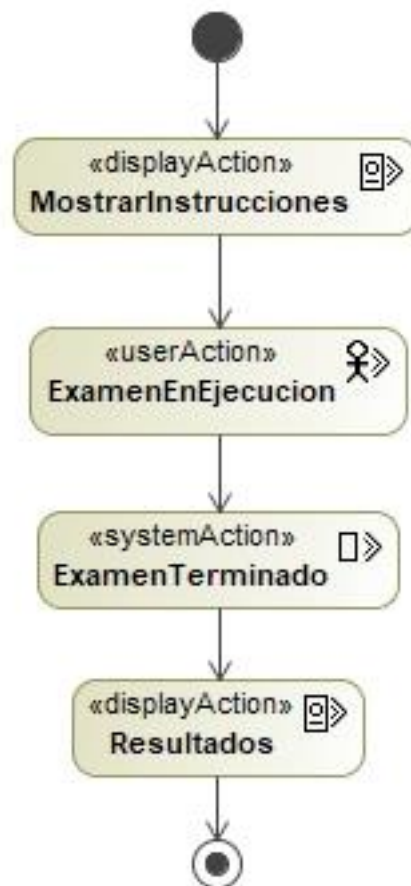 «displayAction»
MostrarInstrucciones
«userAction»
ExamenEnEjecucion
«systemAction»
ExamenTerminado
«displayAction»
Resultados